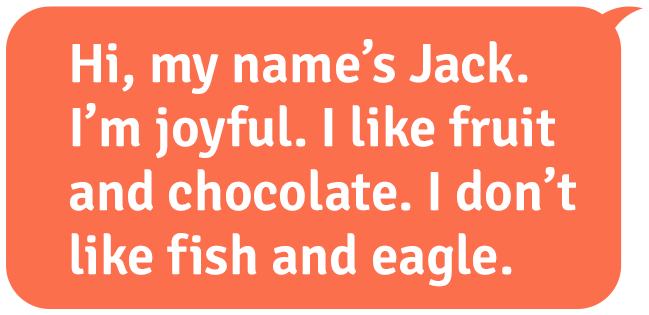 Hi, my name’s Jack.
I’m joyful. I like fruit
and chocolate. I don’t
like fish and eagle.